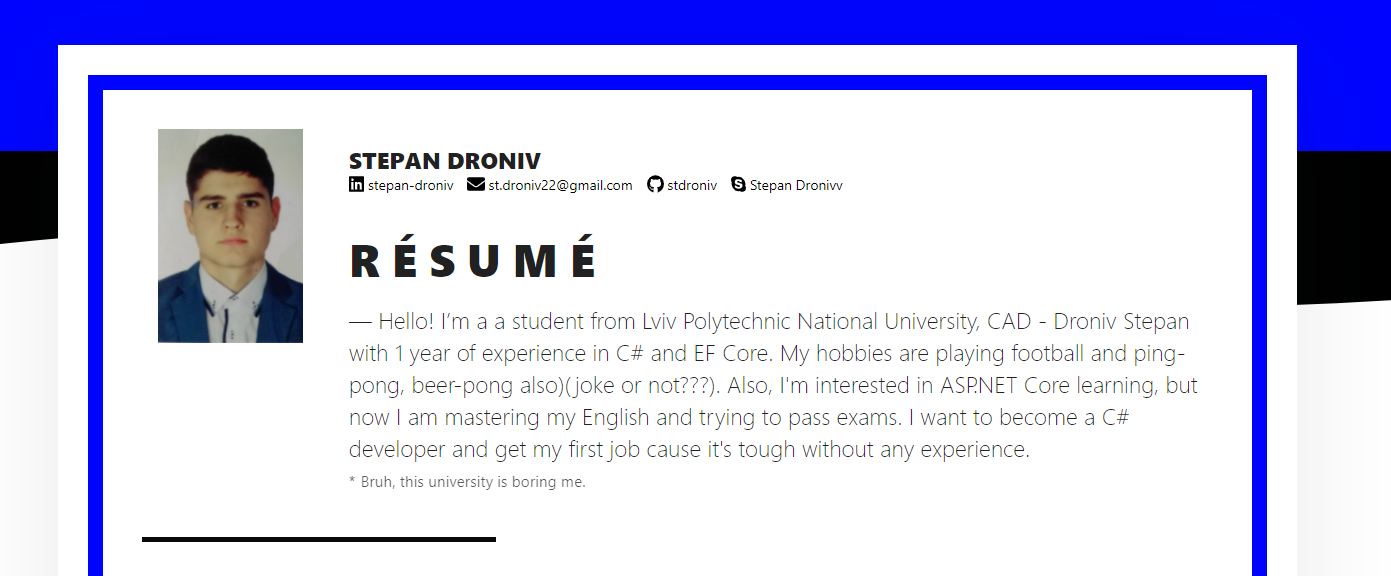 STEPAN DRONIV
stepan-droniv st.droniv22@gmail.com stdroniv Stepan Dronivv
RÉSUMÉ
— Hello! I’m a a student from Lviv Polytechnic National University, CAD - Droniv Stepan
with 1 year of experience in C# and EF Core. My hobbies are playing football and ping-
pong, beer-pong also)(joke or not???). Also, I'm interested in ASP.NET Core learning, but
now I am mastering my English and trying to pass exams. I want to become a C#
developer and get my first job cause it's tough without any experience.
* Bruh, this university is boring me.